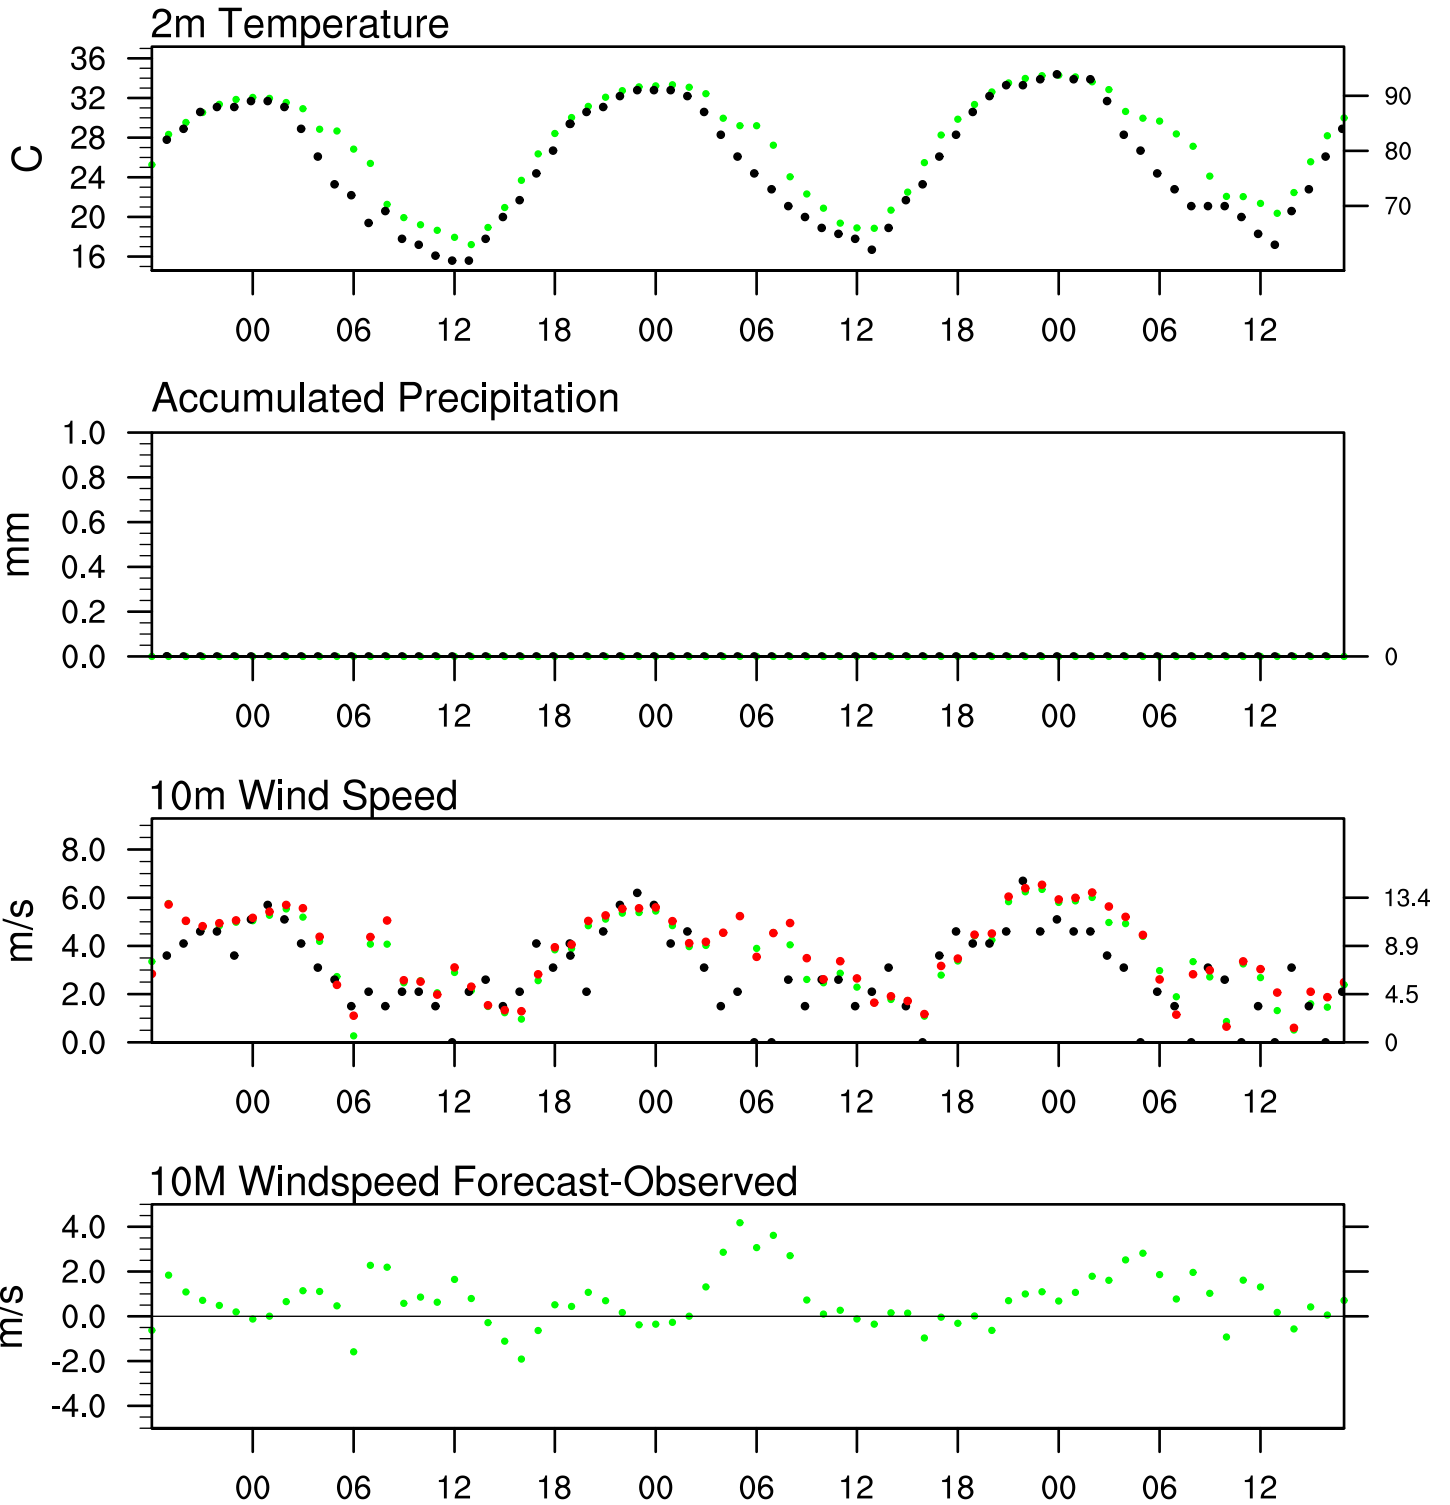 2m Temperature
36
32
28
24
20
16
C
90
80
70
00 06 12 18 00 06 12 18 00 06 12
Accumulated Precipitation
1.0
0.8
0.6
0.4
0.2
0.0
mm
0
00 06 12 18 00 06 12 18 00 06 12
10m Wind Speed
8.0
6.0
4.0
2.0
0.0
m/s
13.4
8.9
4.5
0
00 06 12 18 00 06 12 18 00 06 12
10M Windspeed Forecast-Observed
4.0
2.0
0.0
-2.0
-4.0
m/s
00 06 12 18 00 06 12 18 00 06 12